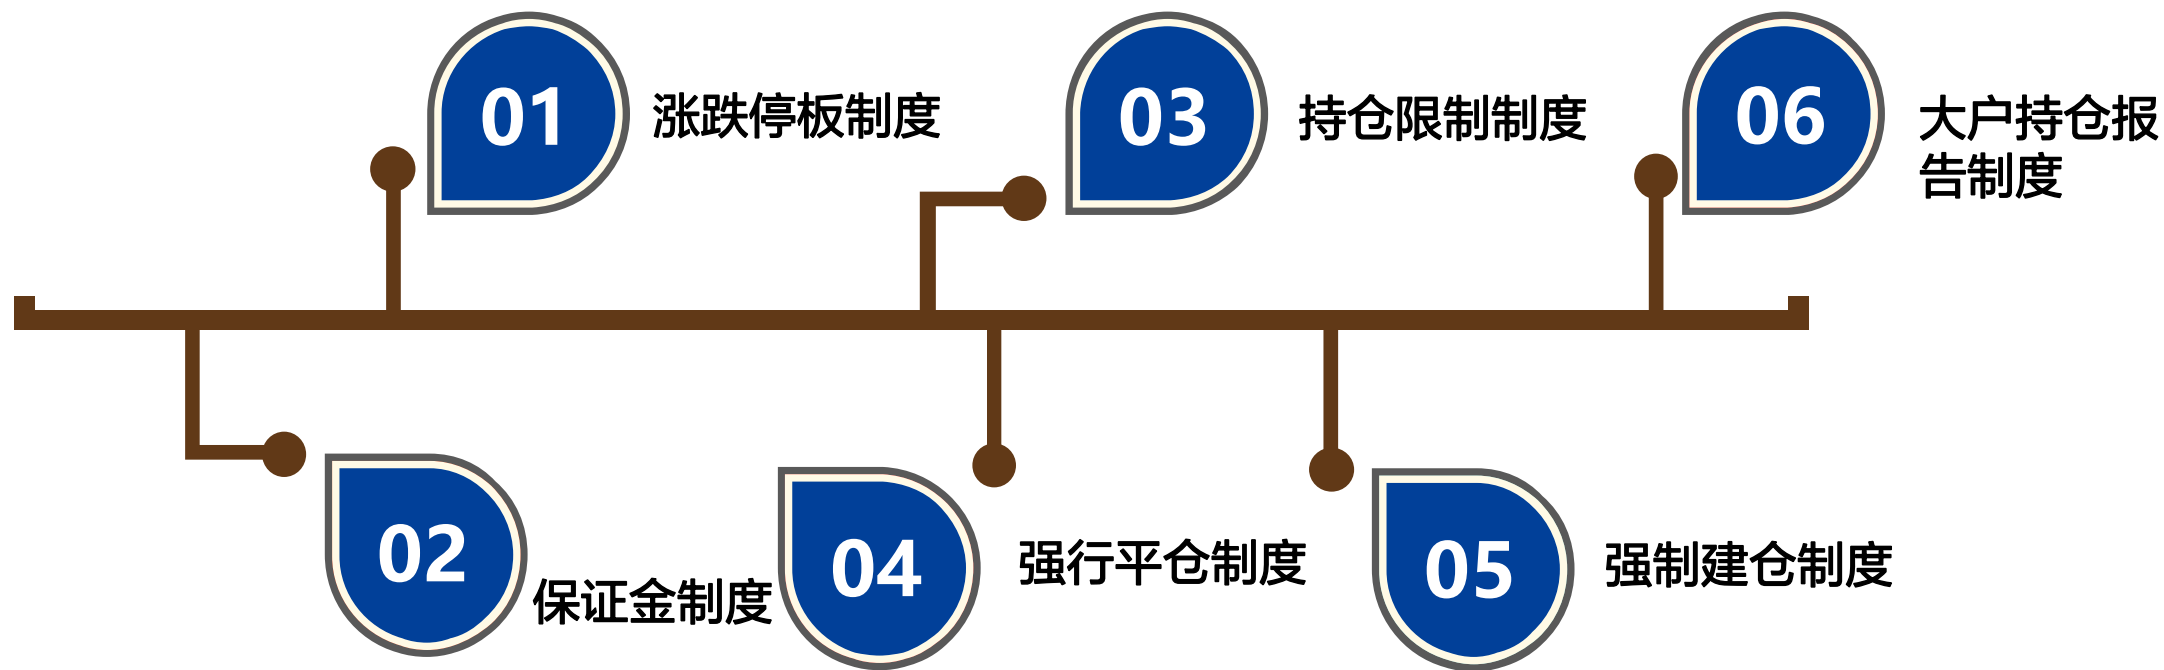 01
涨跌停板制度
03
持仓限制制度
06
大户持仓报
告制度
02
保证金制度
04
强行平仓制度
05
强制建仓制度